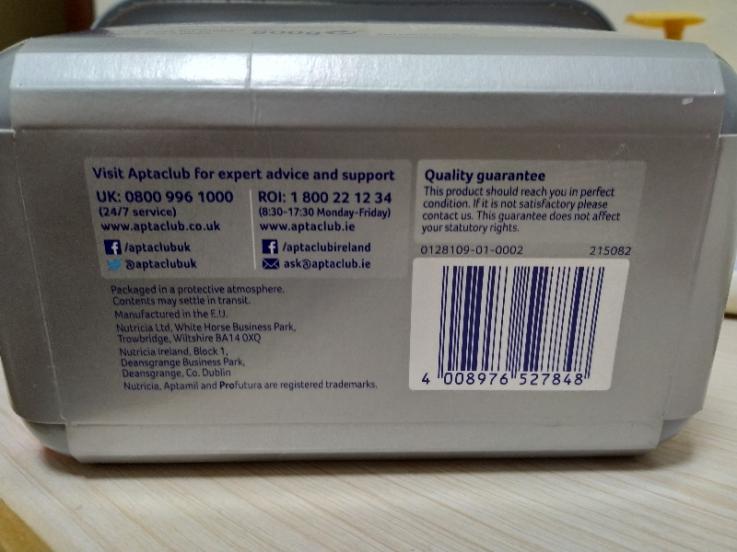 800g
Visit Aptaclub for expert advice and support
UK: 0800 996 1000
(24/7 service)
www.aptaclub.co.uk
/aptaclubuk
@aptaclubuk
ROI: 1 800 22 12 34
(8:30-17:30 Monday-Friday)
www.aptaclub.ie
/aptaclubireland
ask@aptaclub.ie
Quality guarantee
This product should reach you in perfect
condition. If it is not satisfactory please
contact us. This guarantee does not affect
your statutory rights.
0128109-01-0002 215082
Packaged in a protective atmosphere.
Contents may settle in transit.
Manufactured in the E.U.
Nutricia Ltd, White Horse Business Park,
Trowbridge, Wiltshire BA14 0XQ
Nutricia Ireland, Block 1,
Deansgrange Business Park,
Deansgrange, Co. Dublin
Nutricia, Aptamil and Profutura are registered trademarks.
4 008976 527848